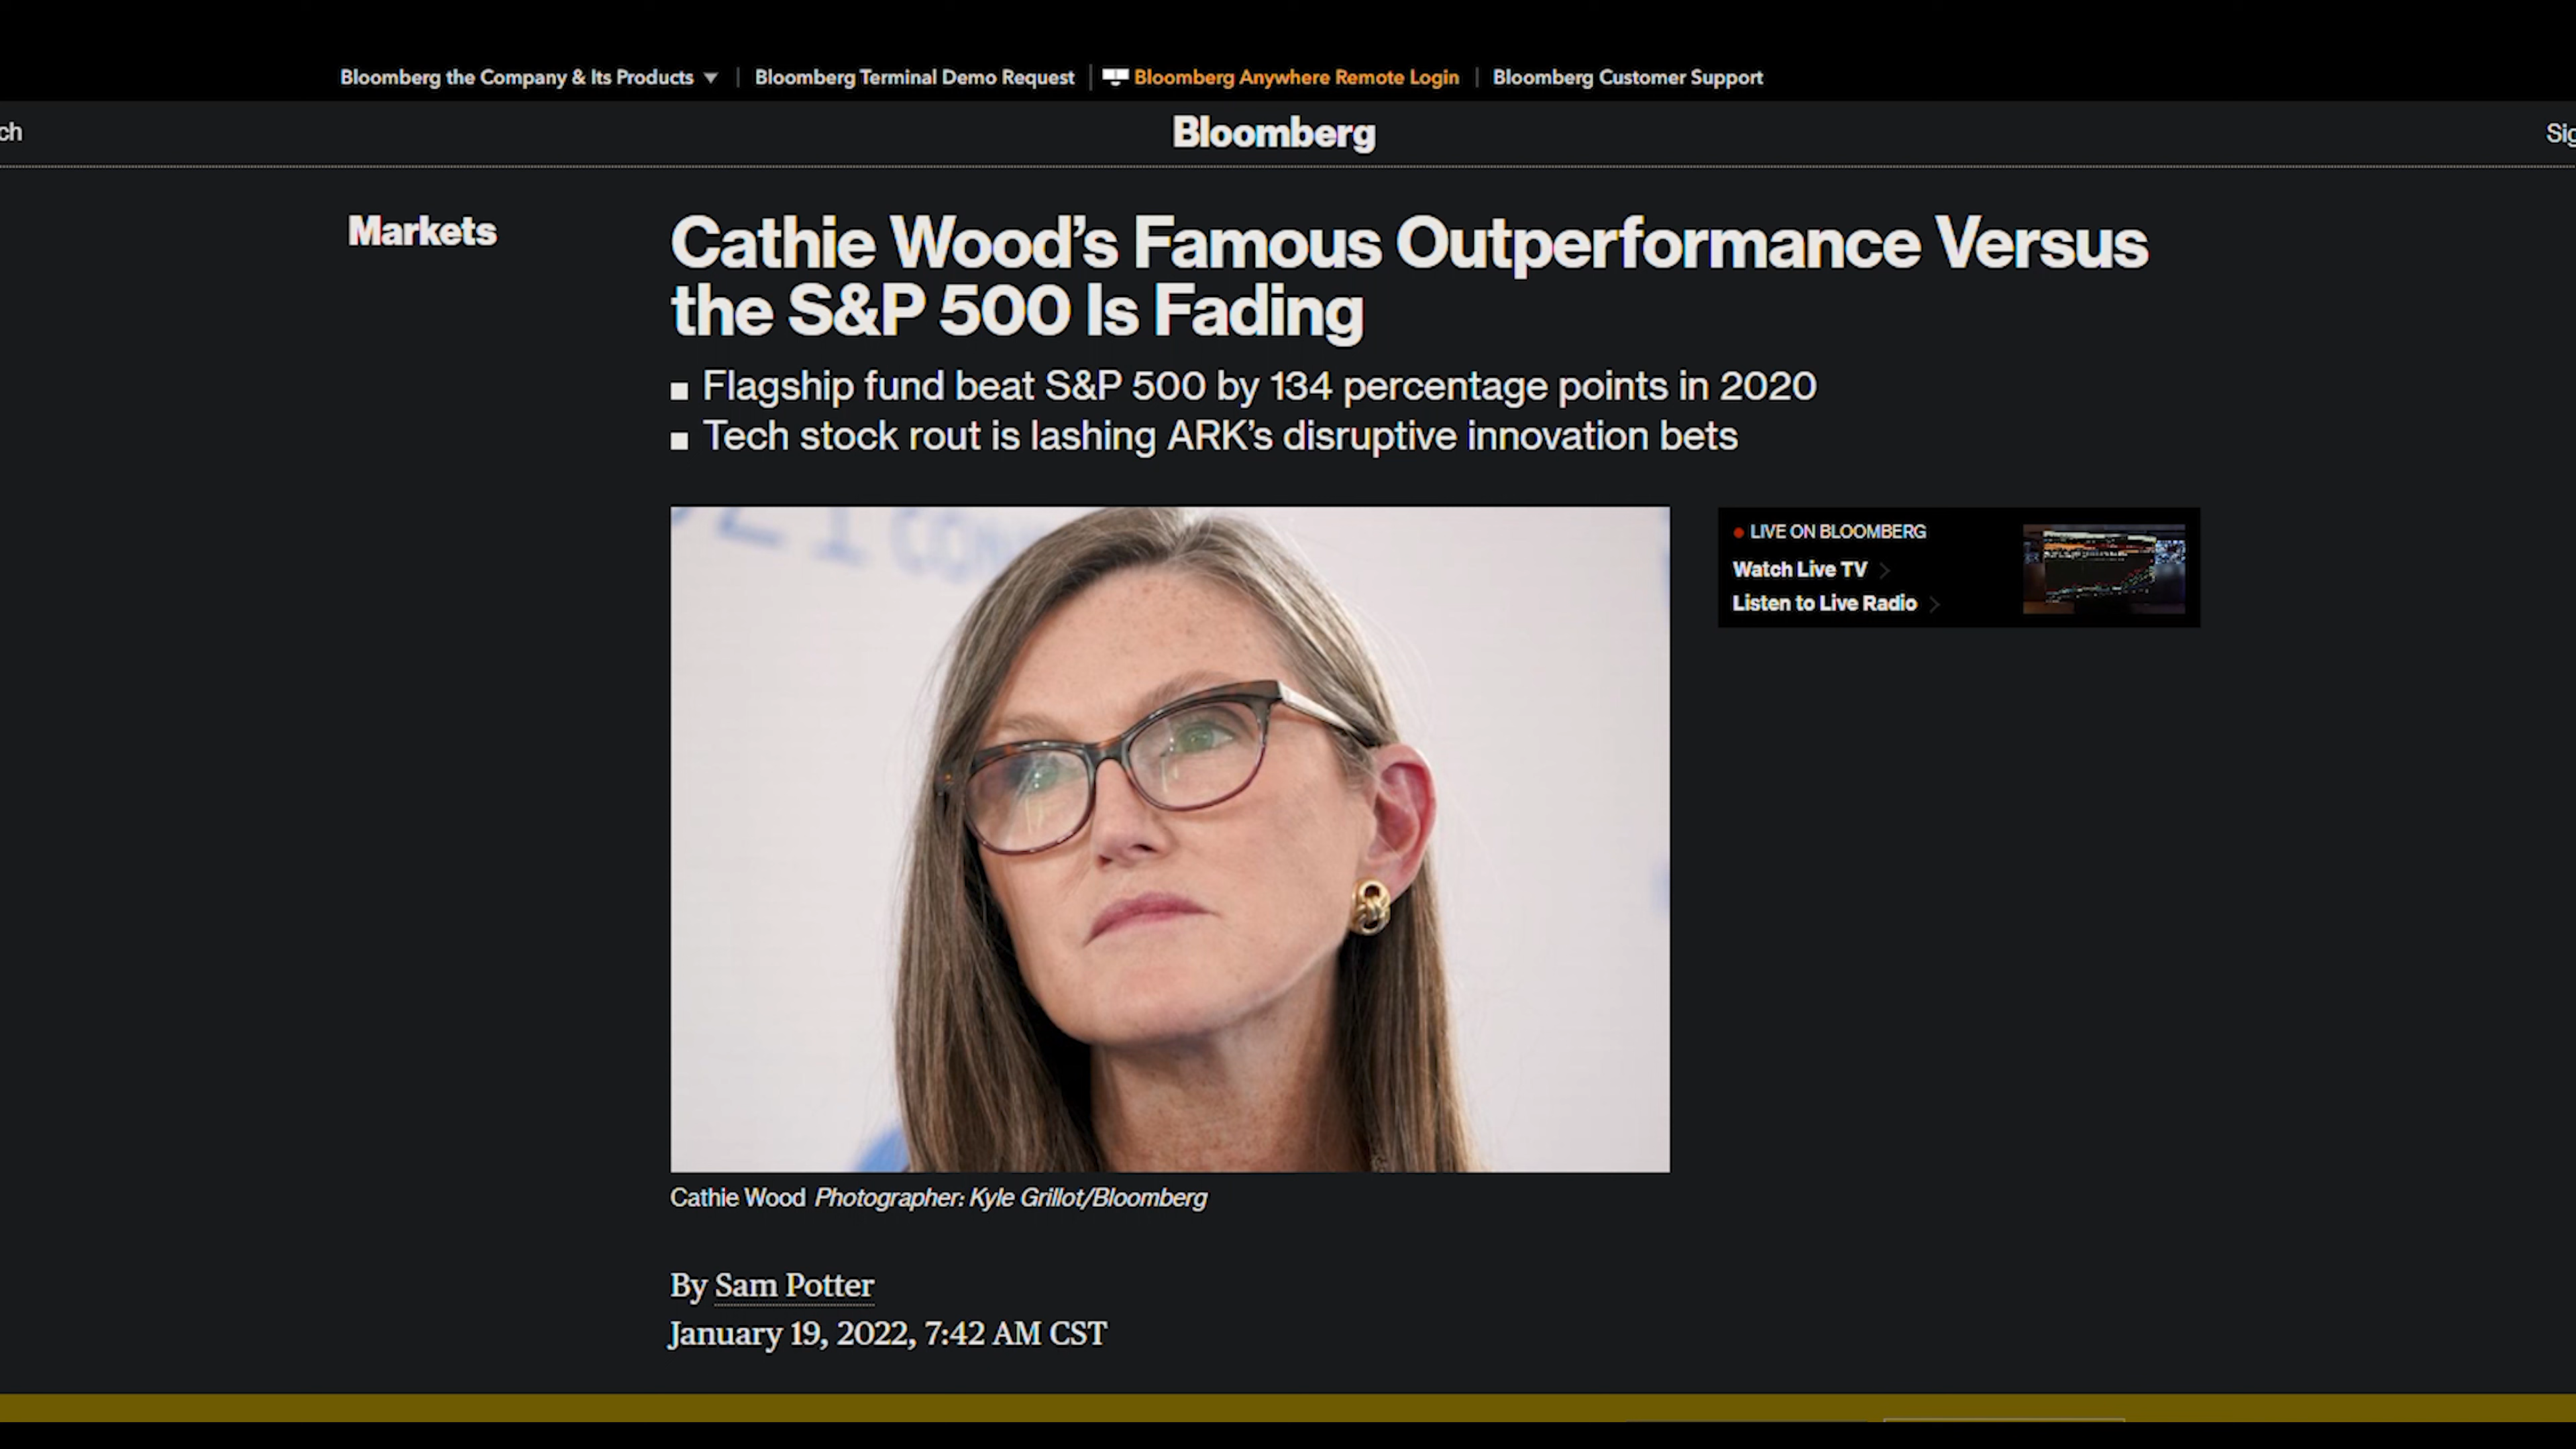 Bloomberg the Company & Its Products
Bloomberg Terminal Demo Request
Bloomberg Anywhere Remote Login
Bloomberg Customer Support
ch
Bloomberg
Sig
Markets
Cathie Wood’s Famous Outperformance Versus
the S&P 500 Is Fading
Flagship fund beat S&P 500 by 134 percentage points in 2020
Tech stock rout is lashing ARK’s disruptive innovation bets
LIVE ON BLOOMBERG
Watch Live TV
Listen to Live Radio
Cathie Wood Photographer: Kyle Grillot/Bloomberg
By Sam Potter
January 19, 2022, 7:42 AM CST